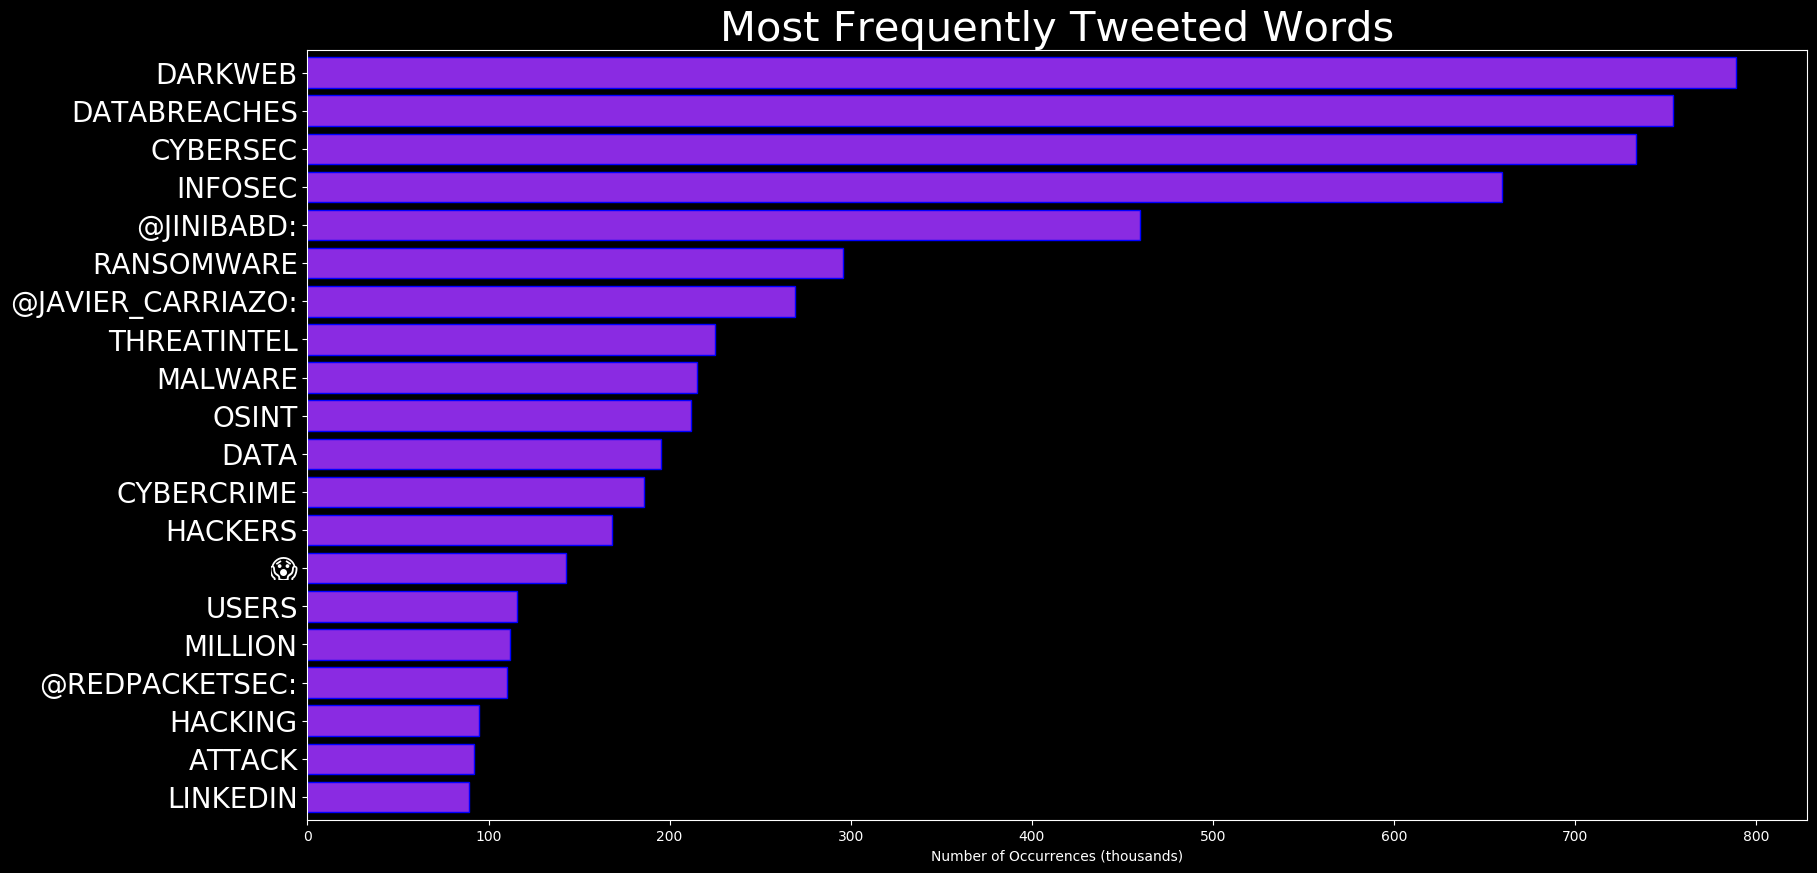 Most Frequently Tweeted Words
DARKWEB
DATABREACHES
CYBERSEC
INFOSEC
@JINIBABD:
RANSOMWARE
@JAVIER_CARRIAZO:
THREATINTEL
MALWARE
OSINT
DATA
CYBERCRIME
HACKERS
😱
USERS
MILLION
@REDPACKETSEC:
HACKING
ATTACK
LINKEDIN
0 100 200 300 400 500 600 700 800
Number of Occurrences (thousands)